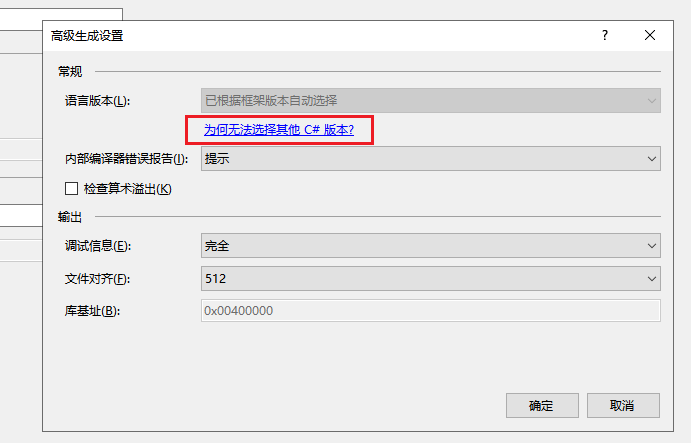 高级生成设置
?
常规
语言版本(L):
已根据框架版本自动选择
为何无法选择其他 C# 版本?
内部编译器错误报告(I):
提示
检查算术溢出(K)
输出
调试信息(E):
完全
文件对齐(F):
512
库基址(B):
0x00400000
确定
取消